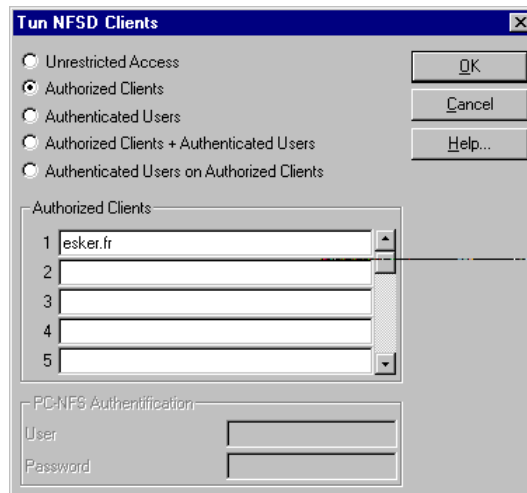 Tun NFSD Clients
Unrestricted Access
OK
Authorized Clients
Authenticated Users
Cancel
Authorized Clients + Authenticated Users
Help...
Authenticated Users on Authorized Clients
Authorized Clients
1 esker.fr
2
3
4
5
PC-NFS Authentification
User
Password